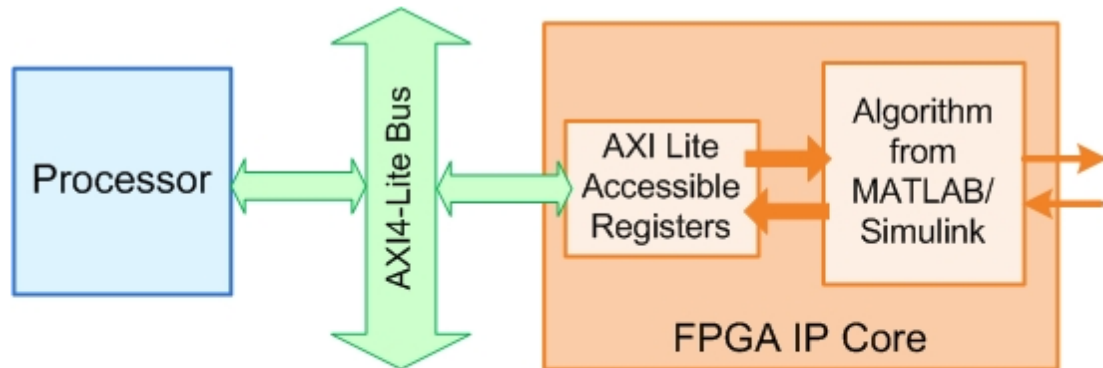 Processor
AXI4-Lite Bus
AXI Lite
Accessible
Registers
Algorithm
from
MATLAB/
Simulink
FPGA IP Core